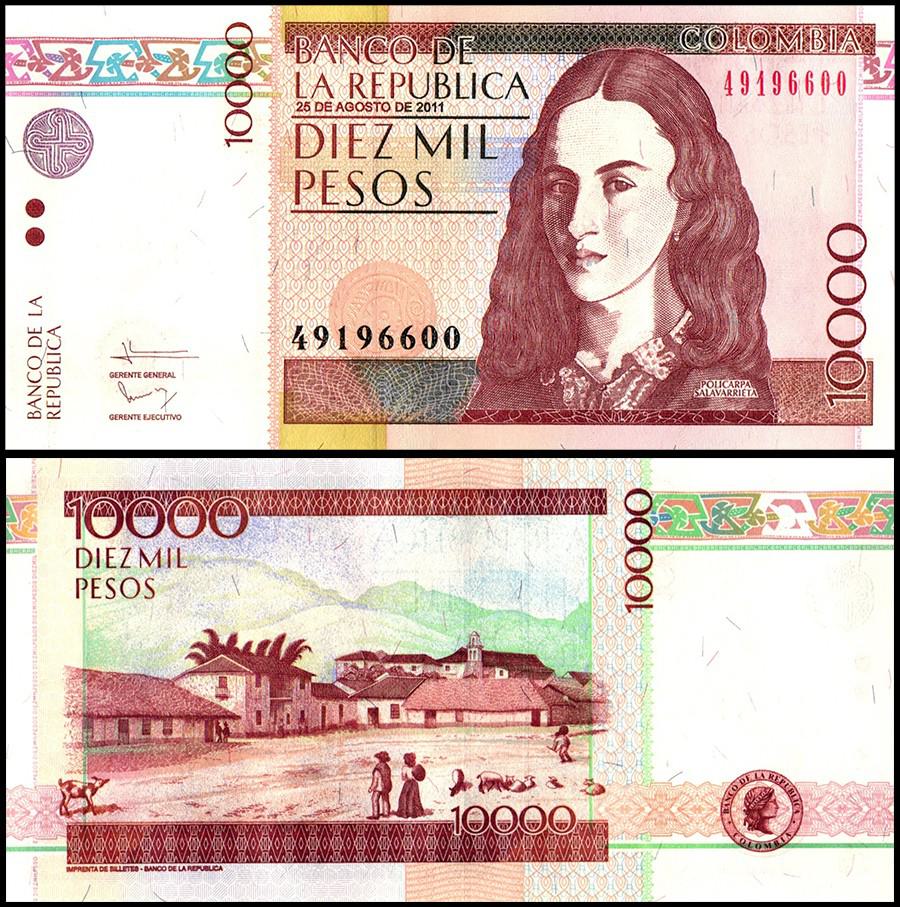 10000
BANCO DE
LA REPUBLICA
25 DE AGOSTO DE 2011
DIEZ MIL
PESOS
COLOMBIA
49196600
49196600
10000
POLICARPA
SALAVARRIETA
BANCO DE LA
REPUBLICA
GERENTE GENERAL
GERENTE EJECUTIVO
10000
DIEZ MIL
PESOS
10000
10000
BANCO DE LA REPUBLICA
COLOMBIA
IMPRENTA DE BILLETES - BANCO DE LA REPUBLICA